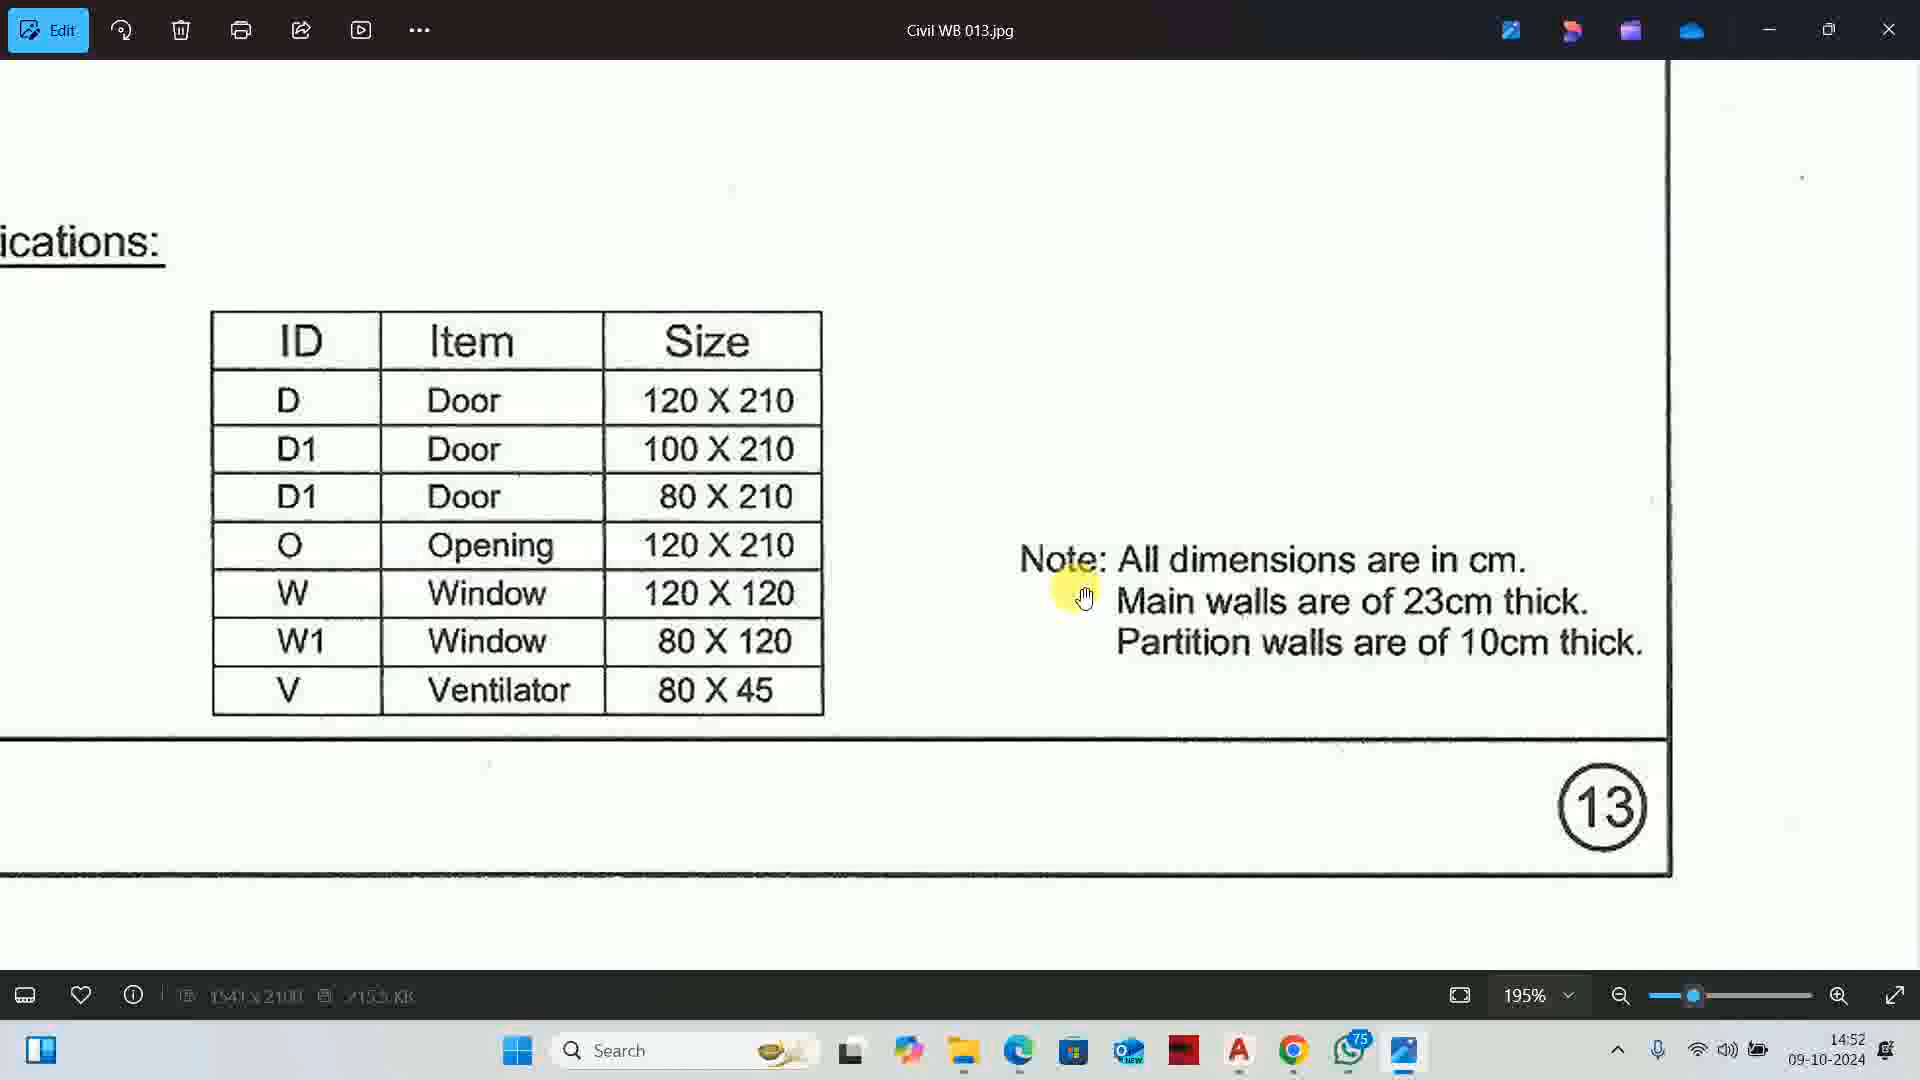 Edit
Civil WB 013.jpg
ications:
ID Item Size
D Door 120 X 210
D1 Door 100 X 210
D1 Door 80 X 210
O Opening 120 X 210
W Window 120 X 120
W1 Window 80 X 120
V Ventilator 80 X 45
Note: All dimensions are in cm.
Main walls are of 23cm thick.
Partition walls are of 10cm thick.
13
195%
Search
NEW
75
14:52
09-10-2024